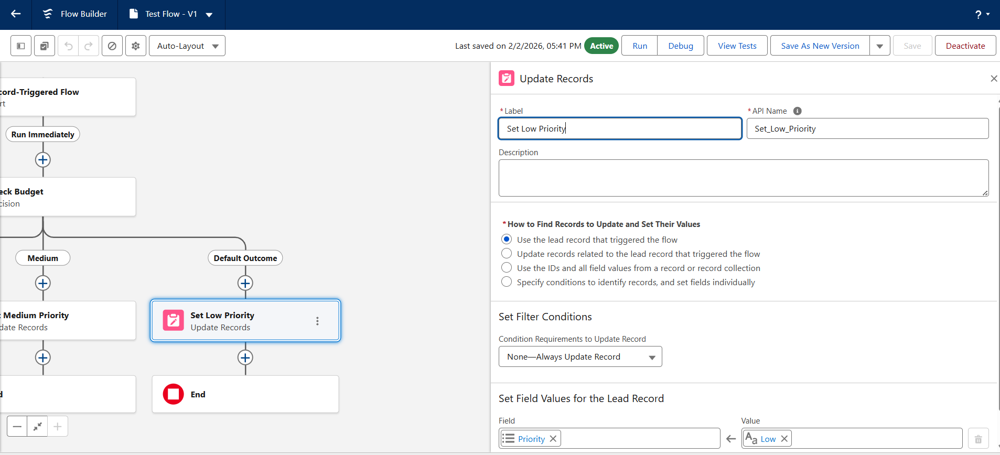 Flow Builder
Test Flow - V1
?
Auto-Layout
Last saved on 2/2/2026, 05:41 PM
Active
Run
Debug
View Tests
Save As New Version
Save
Deactivate
cord-Triggered Flow
rt
Run Immediately
eck Budget
cision
Medium
Default Outcome
Medium Priority
date Records
Set Low Priority
Update Records
d
End
Update Records
*Label
Set Low Priority
*API Name
Set_Low_Priority
Description
*How to Find Records to Update and Set Their Values
Use the lead record that triggered the flow
Update records related to the lead record that triggered the flow
Use the IDs and all field values from a record or record collection
Specify conditions to identify records, and set fields individually
Set Filter Conditions
Condition Requirements to Update Record
None—Always Update Record
Set Field Values for the Lead Record
Field
Priority
Value
Aa Low